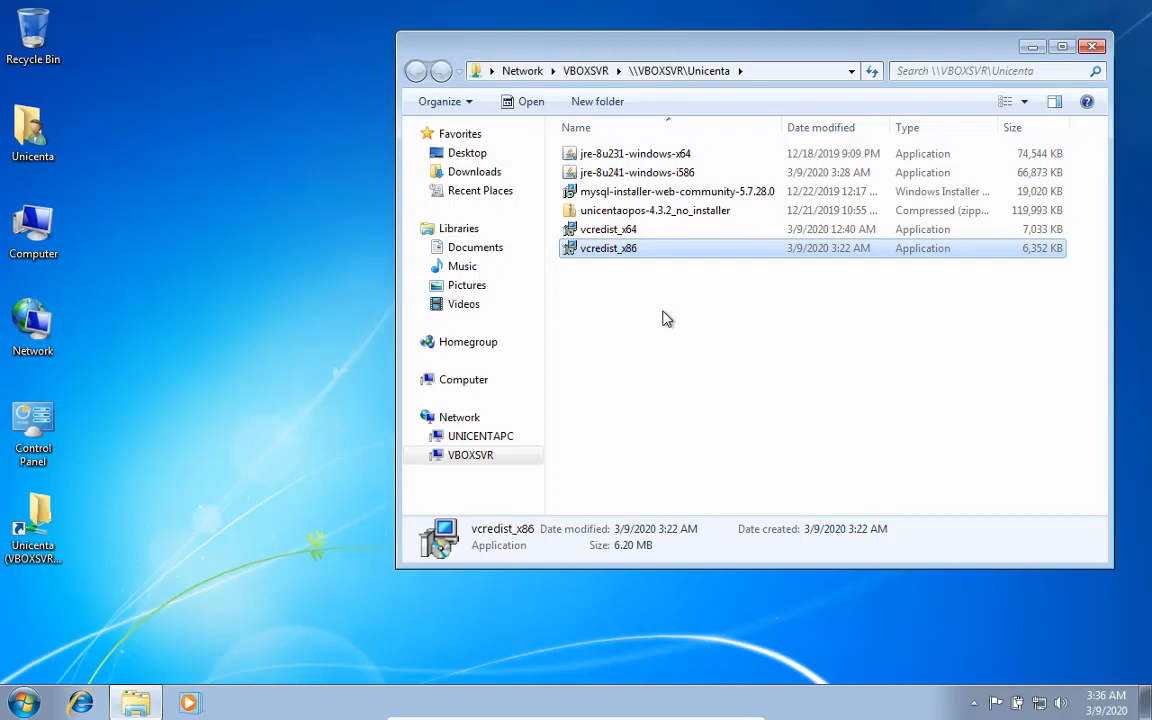 Recycle Bin
Unicenta
Computer
Network
Control
Panel
Unicenta
(VBOXSVR...
Network VBOXSVR \\VBOXSVR\Unicenta
Search \\VBOXSVR\Unicenta
Organize Open New folder
Favorites
Desktop
Downloads
Recent Places
Libraries
Documents
Music
Pictures
Videos
Homegroup
Computer
Network
UNICENTAPC
VBOXSVR
Name Date modified Type Size
jre-8u231-windows-x64 12/18/2019 9:09 PM Application 74,544 KB
jre-8u241-windows-i586 3/9/2020 3:28 AM Application 66,873 KB
mysql-installer-web-community-5.7.28.0 12/22/2019 12:17 ... Windows Installer ... 19,020 KB
unicentaopos-4.3.2_no_installer 12/21/2019 10:55 ... Compressed (zipp... 119,993 KB
vcredist_x64 3/9/2020 12:40 AM Application 7,033 KB
vcredist_x86 3/9/2020 3:22 AM Application 6,352 KB
vcredist_x86 Date modified: 3/9/2020 3:22 AM Date created: 3/9/2020 3:22 AM
Application Size: 6.20 MB
3:36 AM
3/9/2020